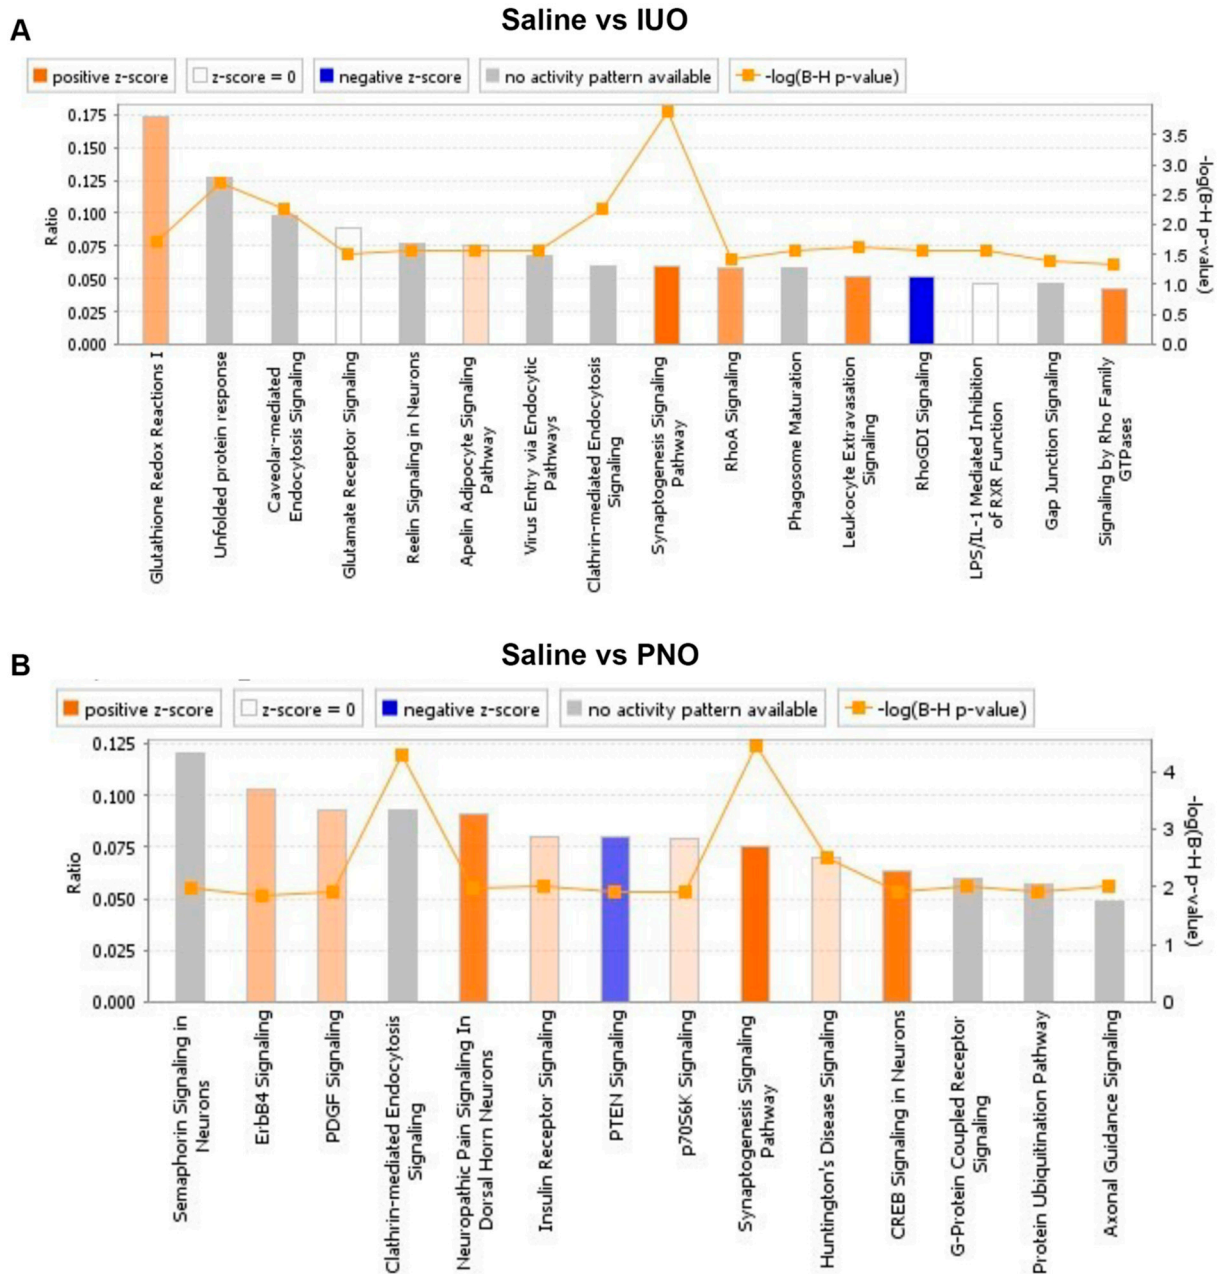 A
Saline vs IUO
positive z-score
z-score = 0
negative z-score
no activity pattern available
-log(B-H p-value)
0.175
0.150
0.125
0.100
0.075
0.050
0.025
0.000
Ratio
3.5
3.0
2.5
2.0
1.5
1.0
0.5
0.0
-log(B-H p-value)
Glutathione Redox Reactions I
Unfolded protein response
Caveolar-mediated
Endocytosis Signaling
Glutamate Receptor Signaling
Reelin Signaling in Neurons
Apelin Adipocyte Signaling
Pathway
Virus Entry via Endocytic
Pathways
Clathrin-mediated Endocytosis
Signaling
Synaptogenesis Signaling
Pathway
RhoA Signaling
Phagosome Maturation
Leukocyte Extravasation
Signaling
RhoGDI Signaling
LPS/IL-1 Mediated Inhibition
of RXR Function
Gap Junction Signaling
Signaling by Rho Family
GTPases
B
Saline vs PNO
positive z-score
z-score = 0
negative z-score
no activity pattern available
-log(B-H p-value)
0.125
0.100
0.075
0.050
0.025
0.000
Ratio
4
3
2
1
0
-log(B-H p-value)
Semaphorin Signaling in
Neurons
ErbB4 Signaling
PDGF Signaling
Clathrin-mediated Endocytosis
Signaling
Neuropathic Pain Signaling In
Dorsal Horn Neurons
Insulin Receptor Signaling
PTEN Signaling
p70S6K Signaling
Synaptogenesis Signaling
Pathway
Huntington's Disease Signaling
CREB Signaling in Neurons
G-Protein Coupled Receptor
Signaling
Protein Ubiquitination Pathway
Axonal Guidance Signaling